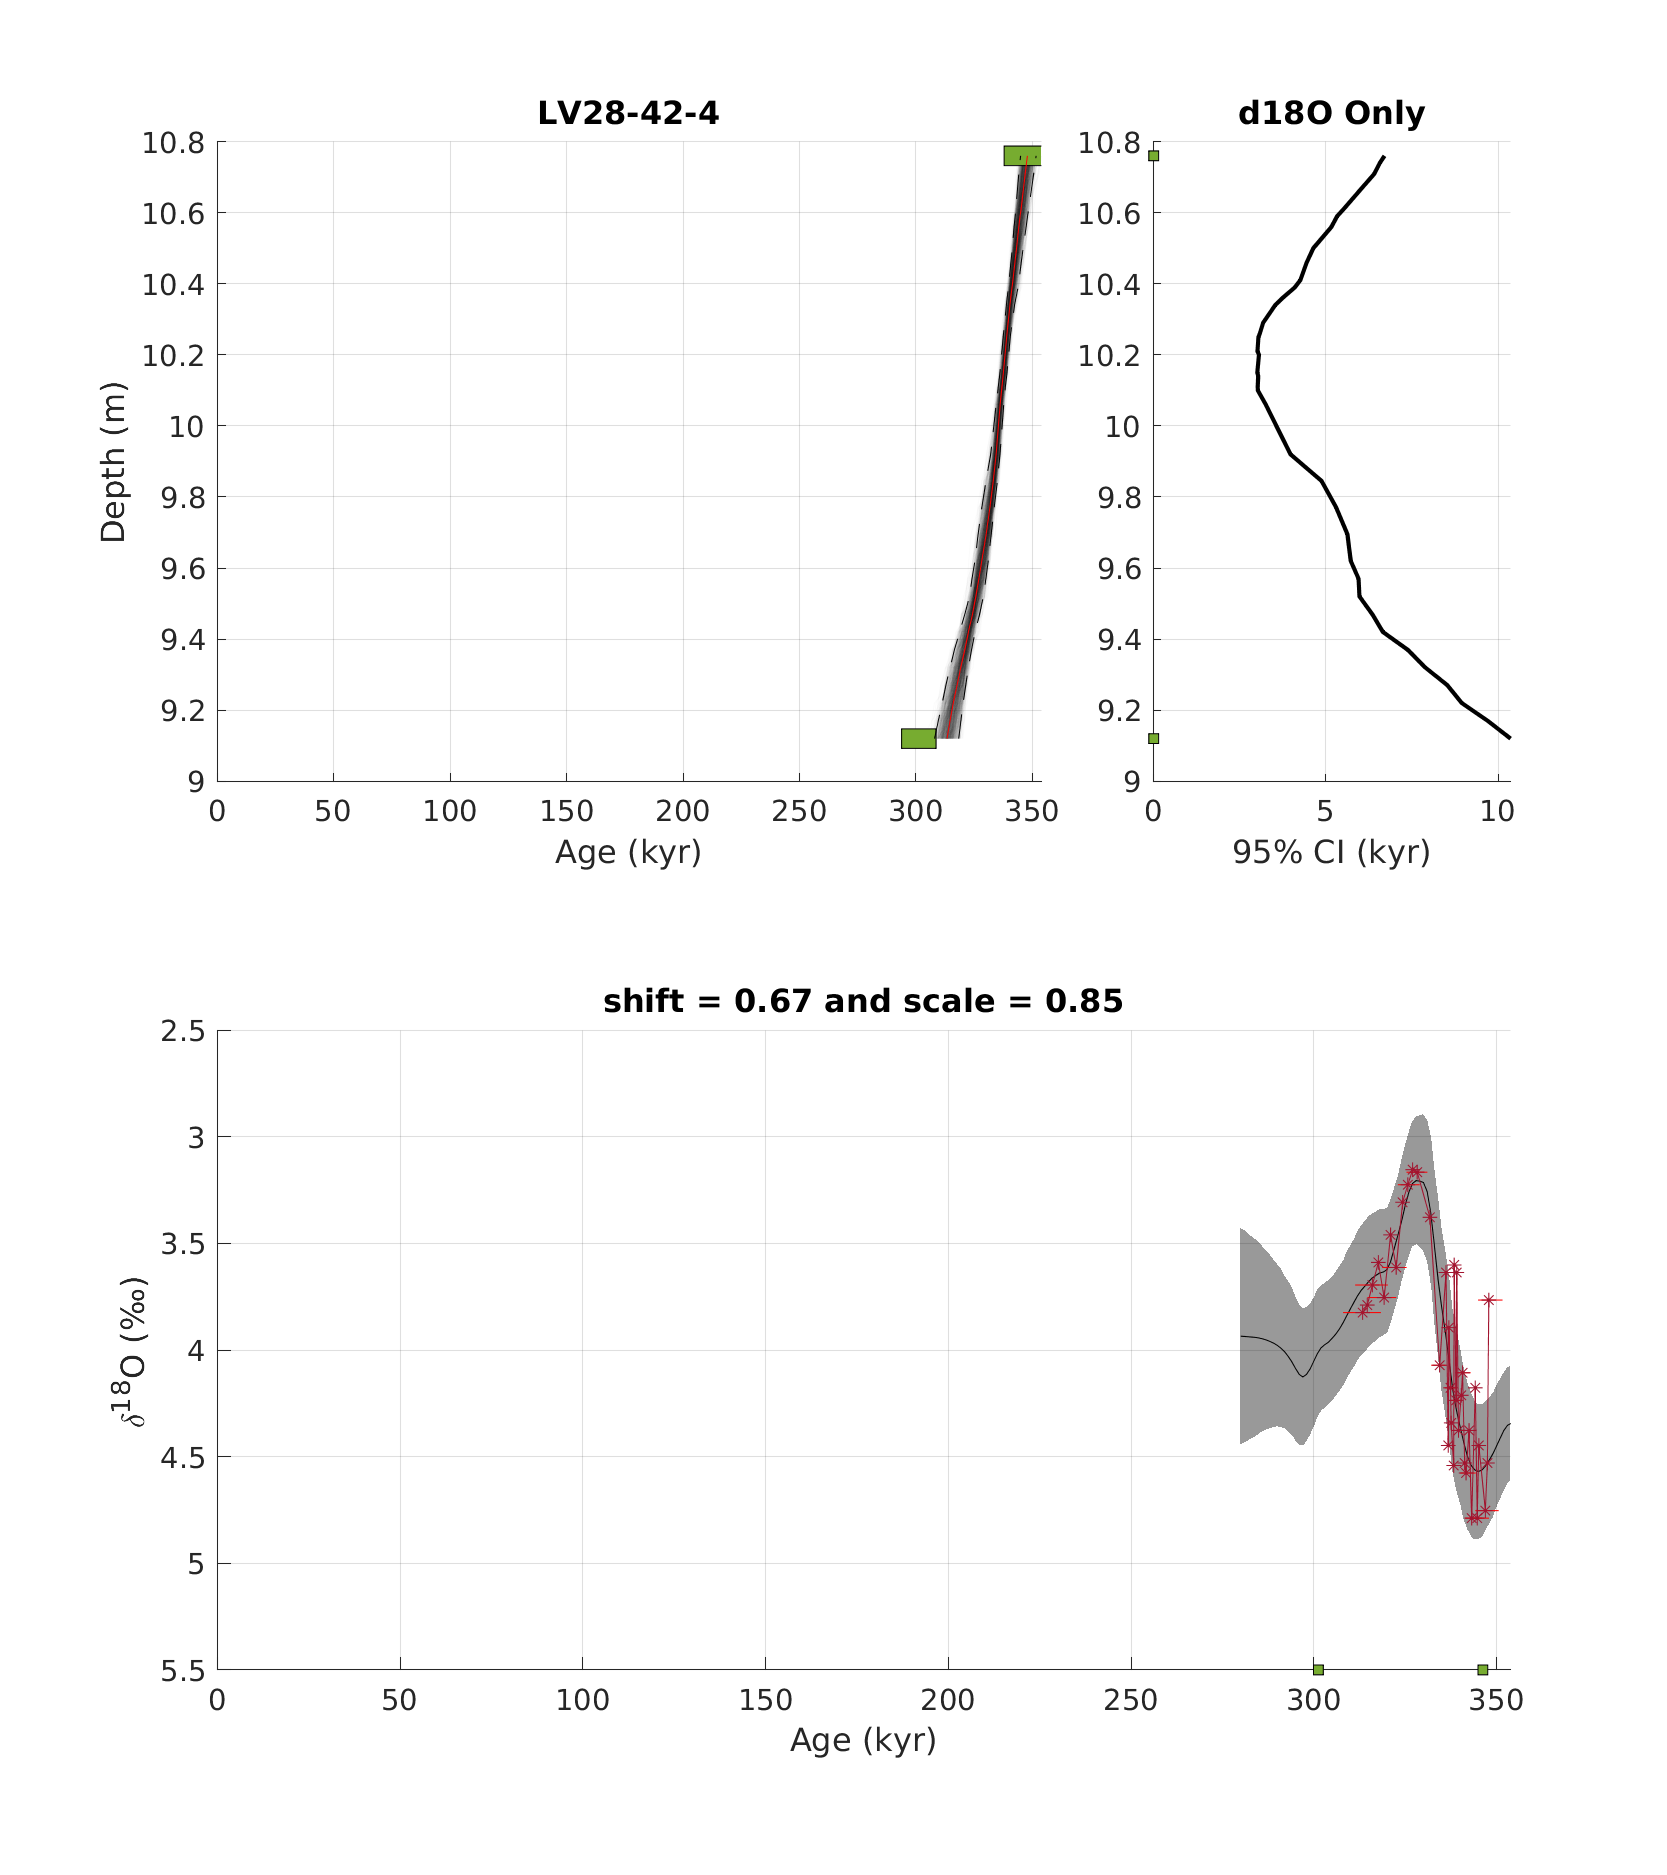 LV28-42-4
10.8
10.6
10.4
10.2
10
9.8
9.6
9.4
9.2
9
Depth (m)
0 50 100 150 200 250 300 350
Age (kyr)
d18O Only
10.8
10.6
10.4
10.2
10
9.8
9.6
9.4
9.2
9
0 5 10
95% CI (kyr)
shift = 0.67 and scale = 0.85
2.5
3
3.5
4
4.5
5
5.5
δ¹⁸O (‰)
0 50 100 150 200 250 300 350
Age (kyr)